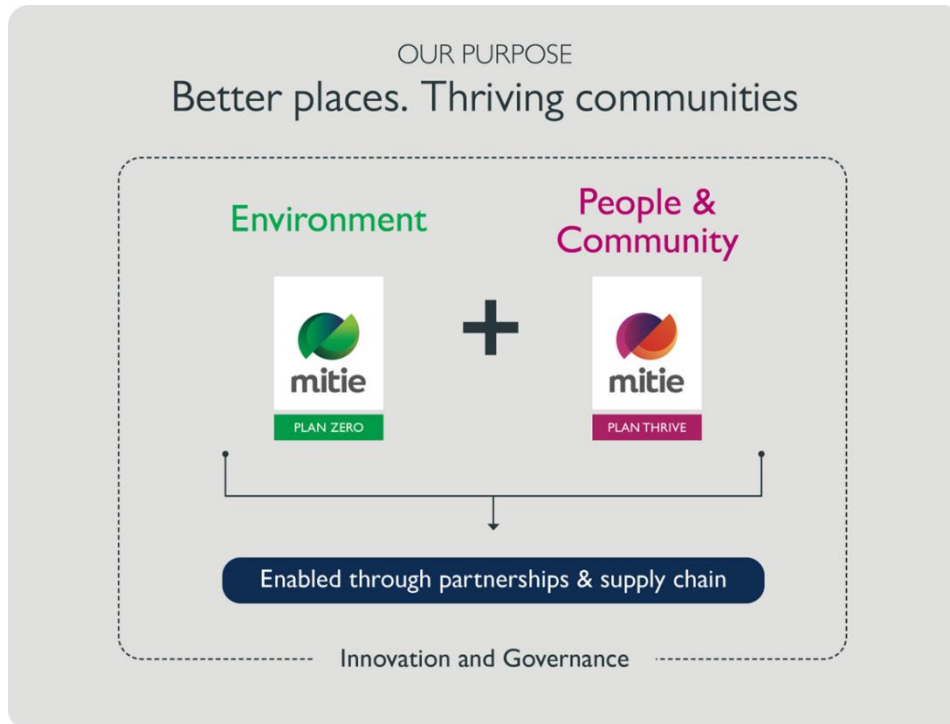 OUR PURPOSE
Better places. Thriving communities
Environment
People &
Community
mitie
PLAN ZERO
+
mitie
PLAN THRIVE
Enabled through partnerships & supply chain
Innovation and Governance